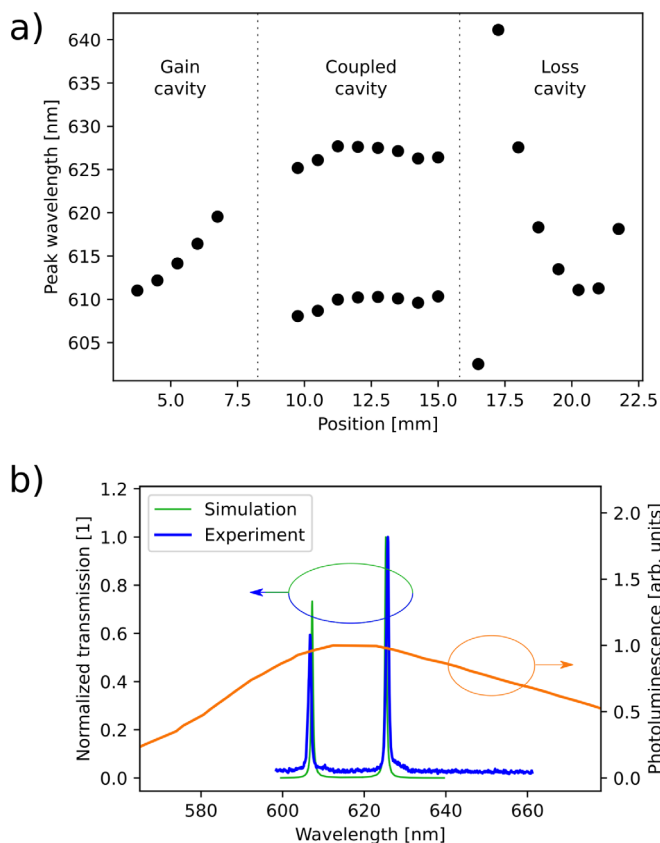 a)
640
635
630
625
620
615
610
605
Peak wavelength [nm]
Gain
cavity
Coupled
cavity
Loss
cavity
5.0 7.5 10.0 12.5 15.0 17.5 20.0 22.5
Position [mm]
b)
1.2
1.0
0.8
0.6
0.4
0.2
0.0
Normalized transmission [1]
Simulation
Experiment
2.0
1.5
1.0
0.5
0.0
Photoluminescence [arb. units]
580 600 620 640 660
Wavelength [nm]